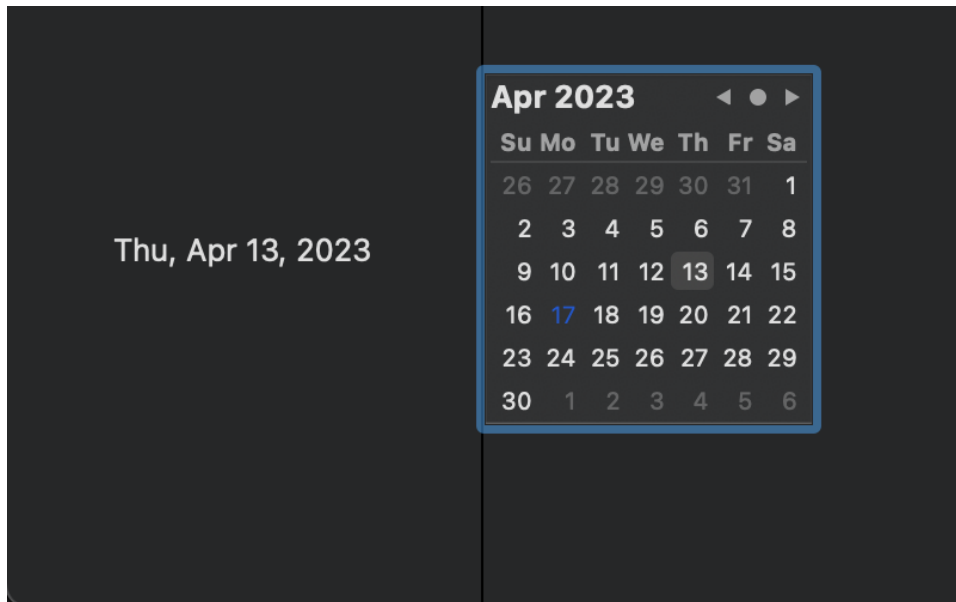 Thu, Apr 13, 2023
Apr 2023
Su Mo Tu We Th Fr Sa
26 27 28 29 30 31 1
2 3 4 5 6 7 8
9 10 11 12 13 14 15
16 17 18 19 20 21 22
23 24 25 26 27 28 29
30 1 2 3 4 5 6